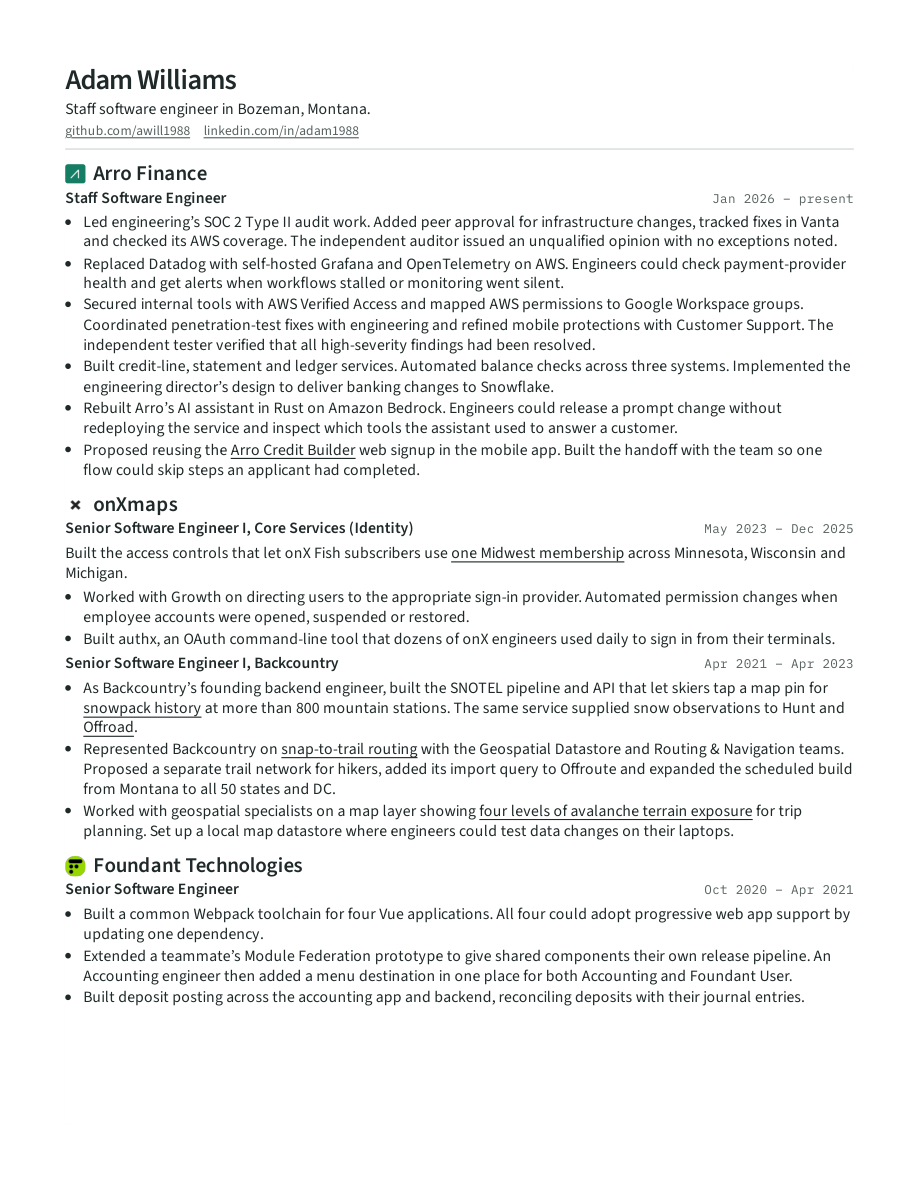 Adam Williams
Staff software engineer in Bozeman, Montana.
github.com/awill1988 linkedin.com/in/adam1988
Arro Finance
Staff Software Engineer Jan 2026 – present
• Led engineering’s SOC 2 Type II audit work. Added peer approval for infrastructure changes, tracked fixes in Vanta
and checked its AWS coverage. The independent auditor issued an unqualified opinion with no exceptions noted.
• Replaced Datadog with self-hosted Grafana and OpenTelemetry on AWS. Engineers could check payment-provider
health and get alerts when workflows stalled or monitoring went silent.
• Secured internal tools with AWS Verified Access and mapped AWS permissions to Google Workspace groups.
Coordinated penetration-test fixes with engineering and refined mobile protections with Customer Support. The
independent tester verified that all high-severity findings had been resolved.
• Built credit-line, statement and ledger services. Automated balance checks across three systems. Implemented the
engineering director’s design to deliver banking changes to Snowflake.
• Rebuilt Arro’s AI assistant in Rust on Amazon Bedrock. Engineers could release a prompt change without
redeploying the service and inspect which tools the assistant used to answer a customer.
• Proposed reusing the Arro Credit Builder web signup in the mobile app. Built the handoff with the team so one
flow could skip steps an applicant had completed.
onXmaps
Senior Software Engineer I, Core Services (Identity) May 2023 – Dec 2025
Built the access controls that let onX Fish subscribers use one Midwest membership across Minnesota, Wisconsin and
Michigan.
• Worked with Growth on directing users to the appropriate sign-in provider. Automated permission changes when
employee accounts were opened, suspended or restored.
• Built authx, an OAuth command-line tool that dozens of onX engineers used daily to sign in from their terminals.
Senior Software Engineer I, Backcountry Apr 2021 – Apr 2023
• As Backcountry’s founding backend engineer, built the SNOTEL pipeline and API that let skiers tap a map pin for
snowpack history at more than 800 mountain stations. The same service supplied snow observations to Hunt and
Offroad.
• Represented Backcountry on snap-to-trail routing with the Geospatial Datastore and Routing & Navigation teams.
Proposed a separate trail network for hikers, added its import query to Offroute and expanded the scheduled build
from Montana to all 50 states and DC.
• Worked with geospatial specialists on a map layer showing four levels of avalanche terrain exposure for trip
planning. Set up a local map datastore where engineers could test data changes on their laptops.
Foundant Technologies
Senior Software Engineer Oct 2020 – Apr 2021
• Built a common Webpack toolchain for four Vue applications. All four could adopt progressive web app support by
updating one dependency.
• Extended a teammate’s Module Federation prototype to give shared components their own release pipeline. An
Accounting engineer then added a menu destination in one place for both Accounting and Foundant User.
• Built deposit posting across the accounting app and backend, reconciling deposits with their journal entries.